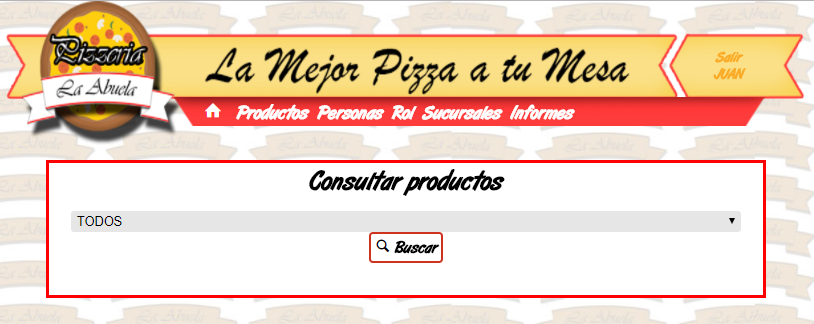 Pizzeria
La Abuela
La Mejor Pizza a tu Mesa
Salir
JUAN
Productos Personas Rol Sucursales Informes
Consultar productos
TODOS
Buscar